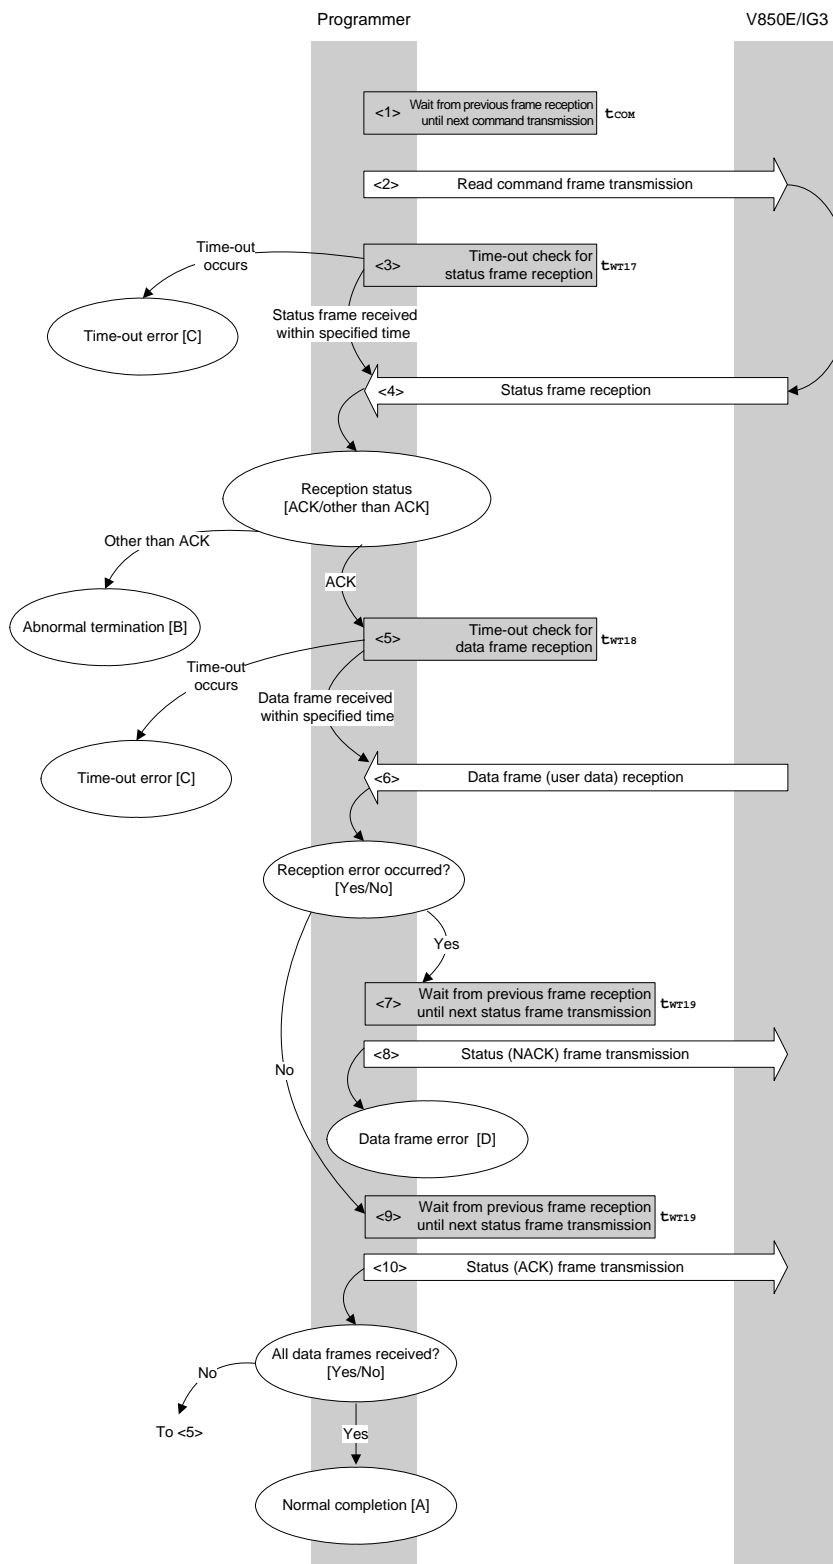 Programmer
V850E/IG3
<1> Wait from previous frame reception
until next command transmission
tCOM
<2> Read command frame transmission
Time-out
occurs
<3> Time-out check for
status frame reception
tWT17
Time-out error [C]
Status frame received
within specified time
<4> Status frame reception
Reception status
[ACK/other than ACK]
Other than ACK
ACK
Abnormal termination [B]
<5> Time-out check for
data frame reception
tWT18
Time-out
occurs
Data frame received
within specified time
Time-out error [C]
<6> Data frame (user data) reception
Reception error occurred?
[Yes/No]
Yes
<7> Wait from previous frame reception
until next status frame transmission
tWT19
<8> Status (NACK) frame transmission
No
Data frame error [D]
<9> Wait from previous frame reception
until next status frame transmission
tWT19
<10> Status (ACK) frame transmission
All data frames received?
[Yes/No]
No
To <5>
Yes
Normal completion [A]